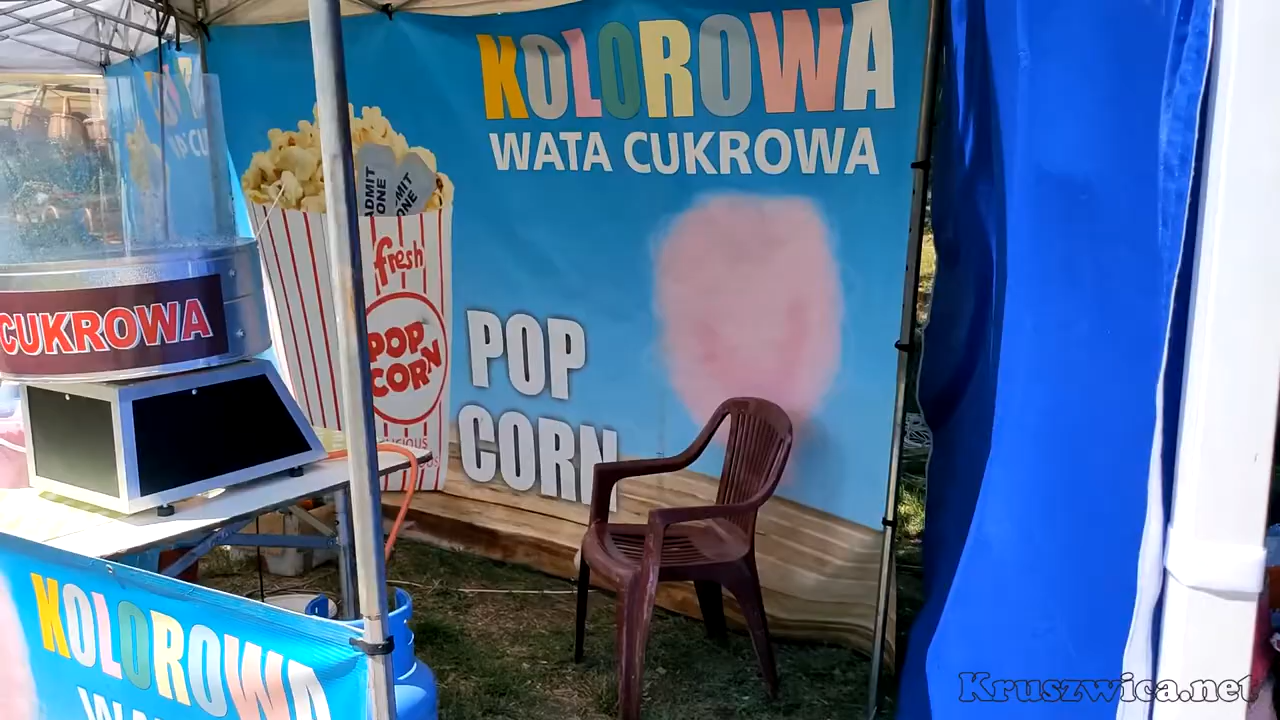 KOLOROWA
WATA CUKROWA
ADMIT
ONE
ADMIT
ONE
fresh
POP
CORN
POP
CORN
CUKROWA
KOLOROWA
Kruszwica.net